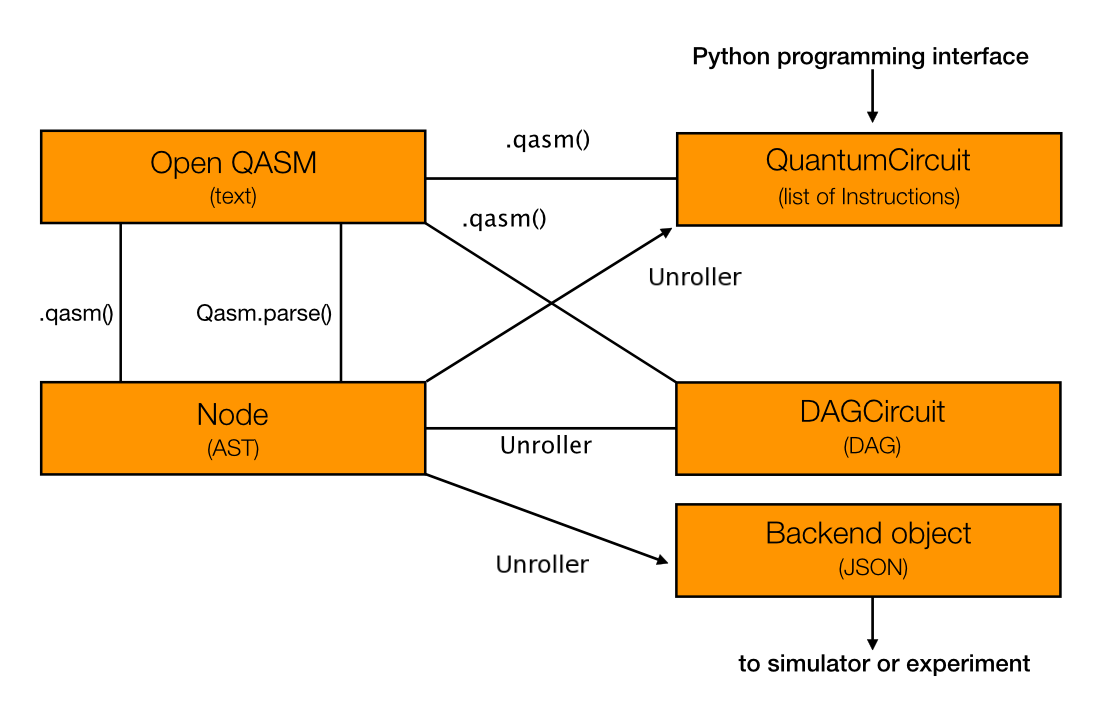 Python programming interface
.qasm()
Open QASM
(text)
QuantumCircuit
(list of Instructions)
.qasm()
Unroller
.qasm()
Qasm.parse()
Node
(AST)
DAGCircuit
(DAG)
Unroller
Backend object
(JSON)
Unroller
to simulator or experiment